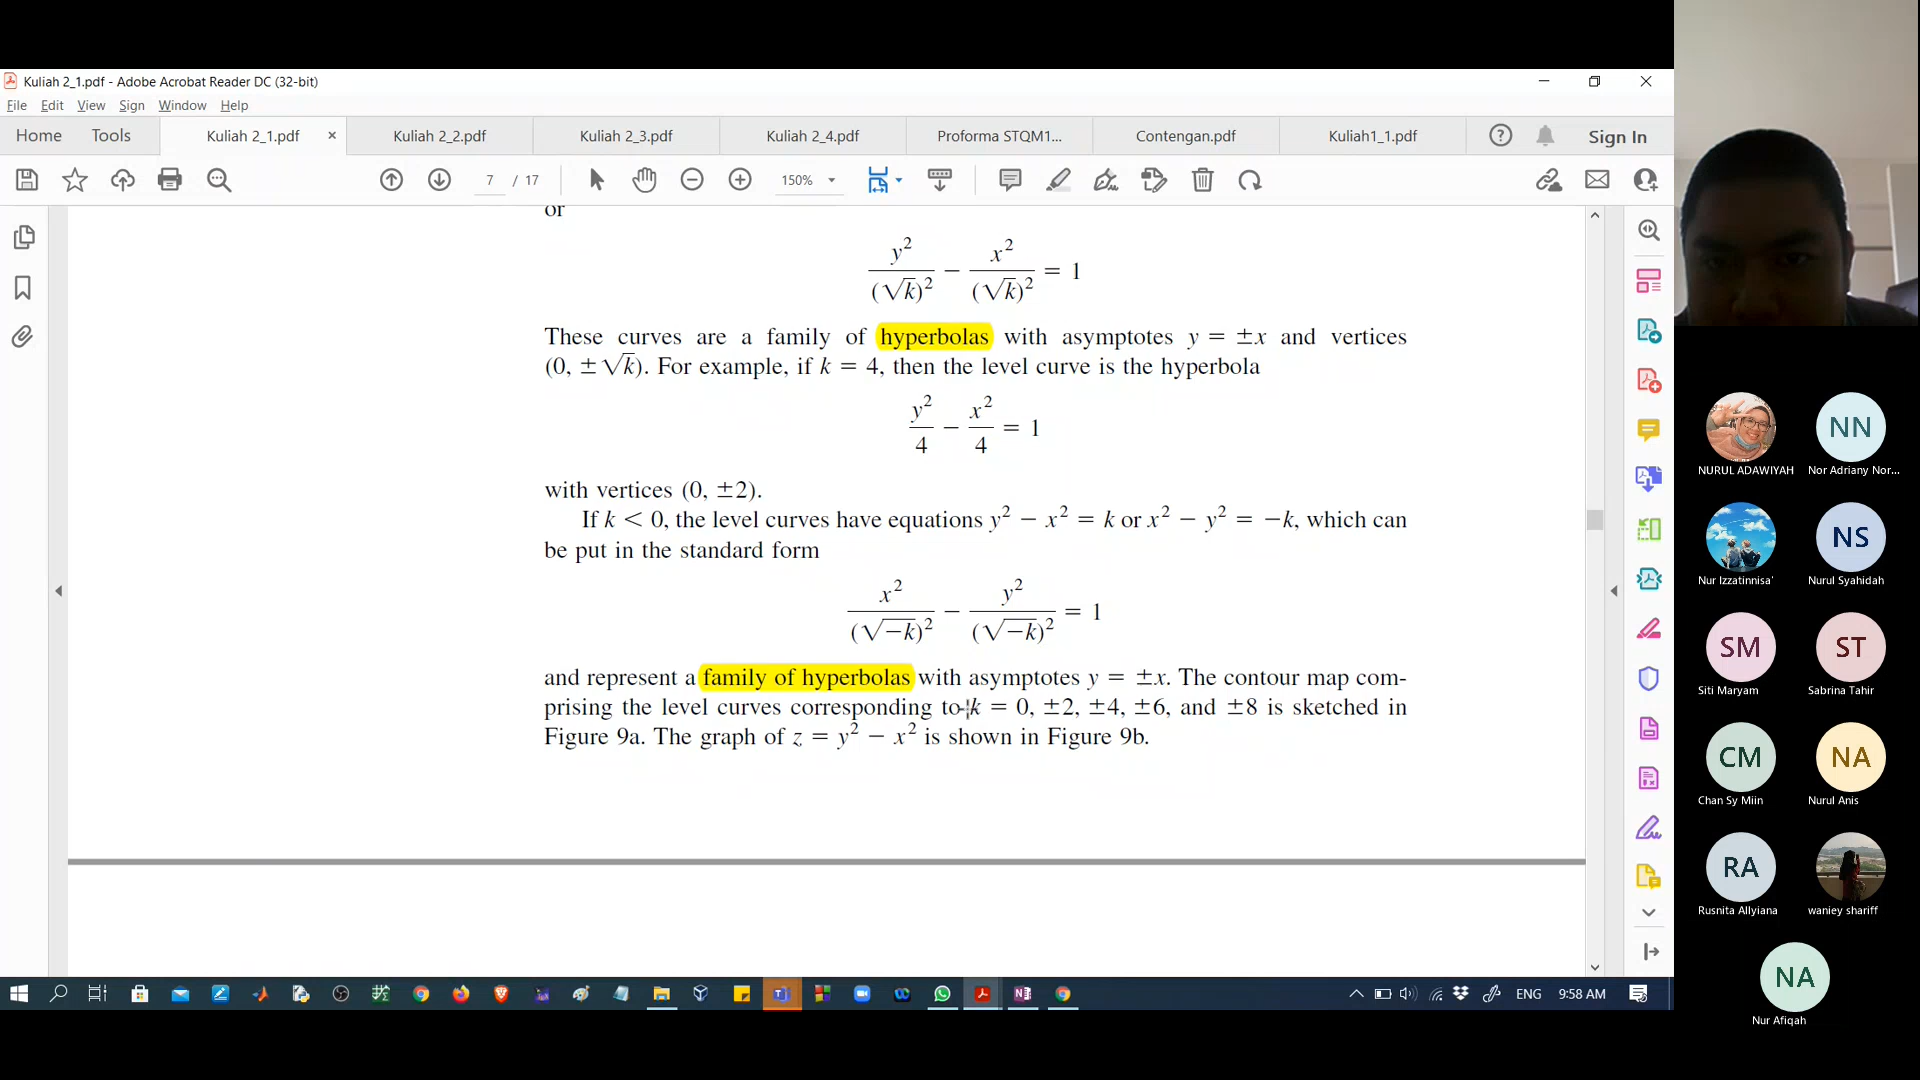 Kuliah 2_1.pdf - Adobe Acrobat Reader DC (32-bit)
File Edit View Sign Window Help
Home Tools Kuliah 2_1.pdf × Kuliah 2_2.pdf Kuliah 2_3.pdf Kuliah 2_4.pdf Proforma STQM1... Contengan.pdf Kuliah1_1.pdf Sign In
7 / 17 150%
or
y²/(√k)² − x²/(√k)² = 1
These curves are a family of hyperbolas with asymptotes y = ±x and vertices
(0, ±√k). For example, if k = 4, then the level curve is the hyperbola
y²/4 − x²/4 = 1
with vertices (0, ±2).
If k < 0, the level curves have equations y² − x² = k or x² − y² = −k, which can
be put in the standard form
x²/(√−k)² − y²/(√−k)² = 1
and represent a family of hyperbolas with asymptotes y = ±x. The contour map com-
prising the level curves corresponding to k = 0, ±2, ±4, ±6, and ±8 is sketched in
Figure 9a. The graph of z = y² − x² is shown in Figure 9b.
NURUL ADAWIYAH
NN
Nor Adriany Nor...
Nur Izzatinnisa'
NS
Nurul Syahidah
SM
Siti Maryam
ST
Sabrina Tahir
CM
Chan Sy Miin
NA
Nurul Anis
RA
Rusnita Allyiana
waniey shariff
NA
Nur Afiqah
ENG 9:58 AM